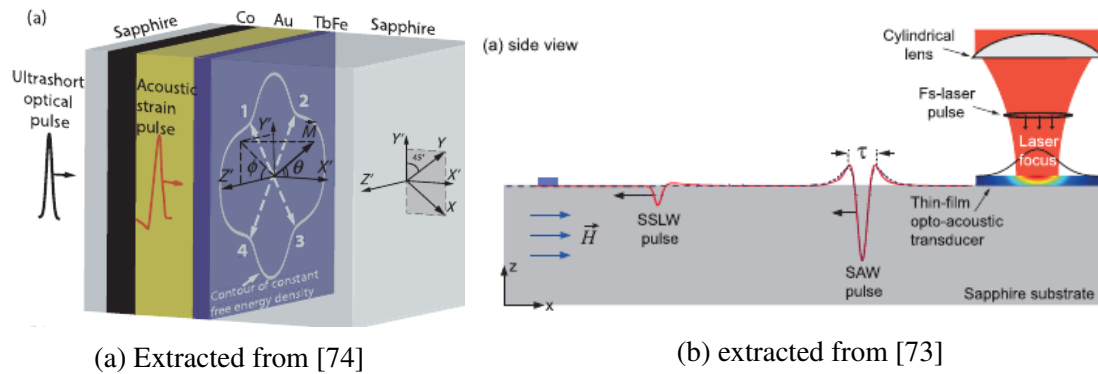 (a)
Sapphire
Co
Au
TbFe
Sapphire
Ultrashort
optical
pulse
Acoustic
strain
pulse
1
2
3
4
Y'
M
Z'
ϕ
θ
X'
Contour of constant
free energy density
45°
Y'
Y
X'
Z'
X
(a) Extracted from [74]
(a) side view
Cylindrical
lens
Fs-laser
pulse
Laser
focus
τ
Thin-film
opto-acoustic
transducer
SSLW
pulse
SAW
pulse
H
z
x
Sapphire substrate
(b) extracted from [73]